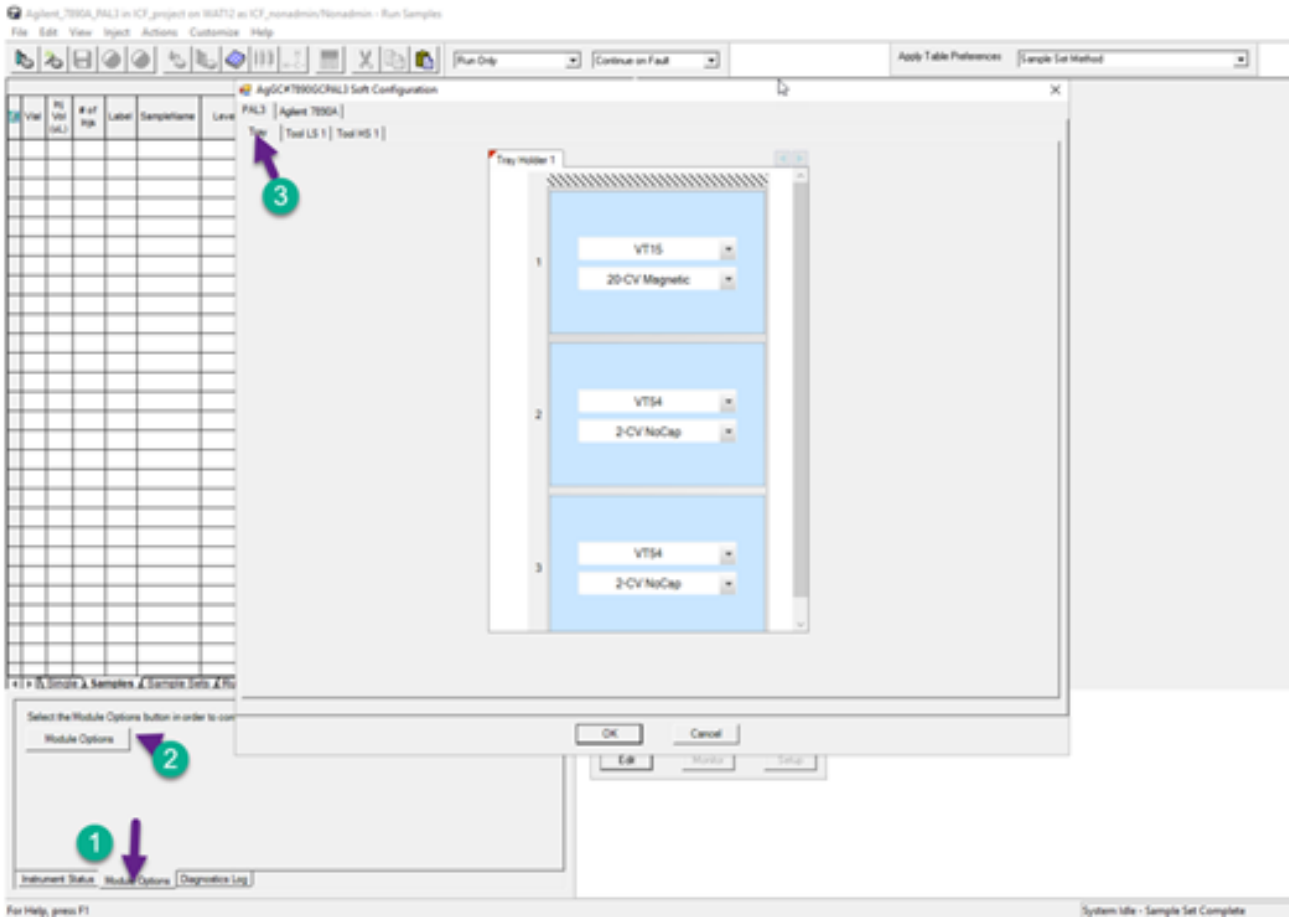 Agilent_7890A_PAL3 in ICF_project on WAT12 as ICF_nonadmin/Nonadmin - Run Samples
File Edit View Inject Actions Customize Help
Run Only
Continue on Fault
Apply Table Preferences
Sample Set Method
Vial
Inj Vol (uL)
# of Injs
Label
SampleName
Leve
AgGC#7890GCPAL3 Soft Configuration
PAL3 Agilent 7890A
Tray Tool LS 1 Tool HS 1
3
Tray Holder 1
1
VT15
20-CV Magnetic
2
VT54
2-CV NoCap
3
VT54
2-CV NoCap
Single Samples Sample Sets Ru
Select the Module Options button in order to con
Module Options
2
OK Cancel
Edit Monitor Setup
1
Instrument Status Module Options Diagnostics Log
For Help, press F1
System Idle - Sample Set Complete